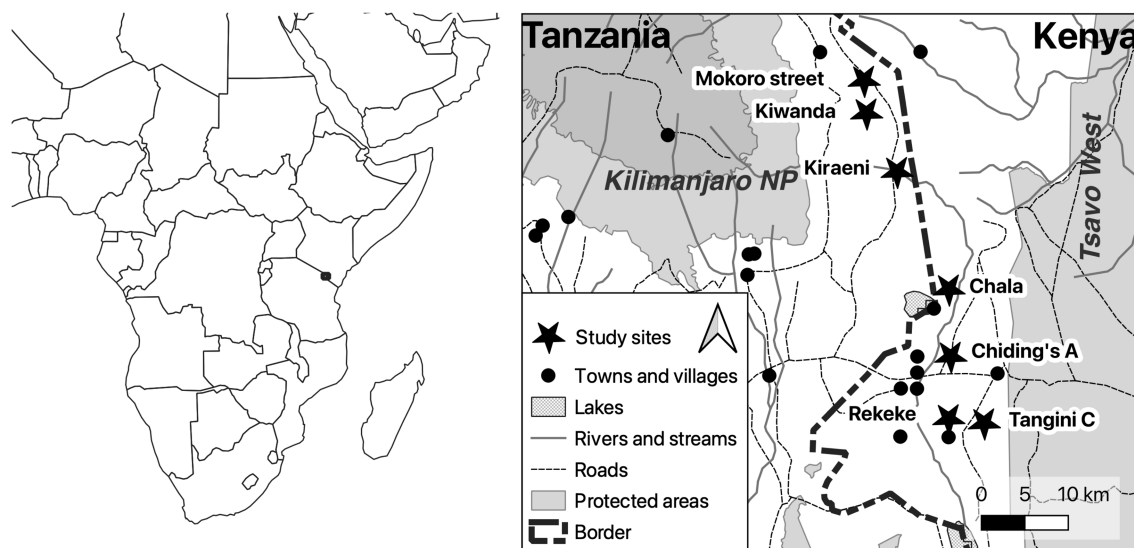 Tanzania
Kenya
Mokoro street
Kiwanda
Kiraeni
Kilimanjaro NP
Tsavo West
Chala
Chiding's A
Rekeke
Tangini C
Study sites
Towns and villages
Lakes
Rivers and streams
Roads
Protected areas
Border
0 5 10 km